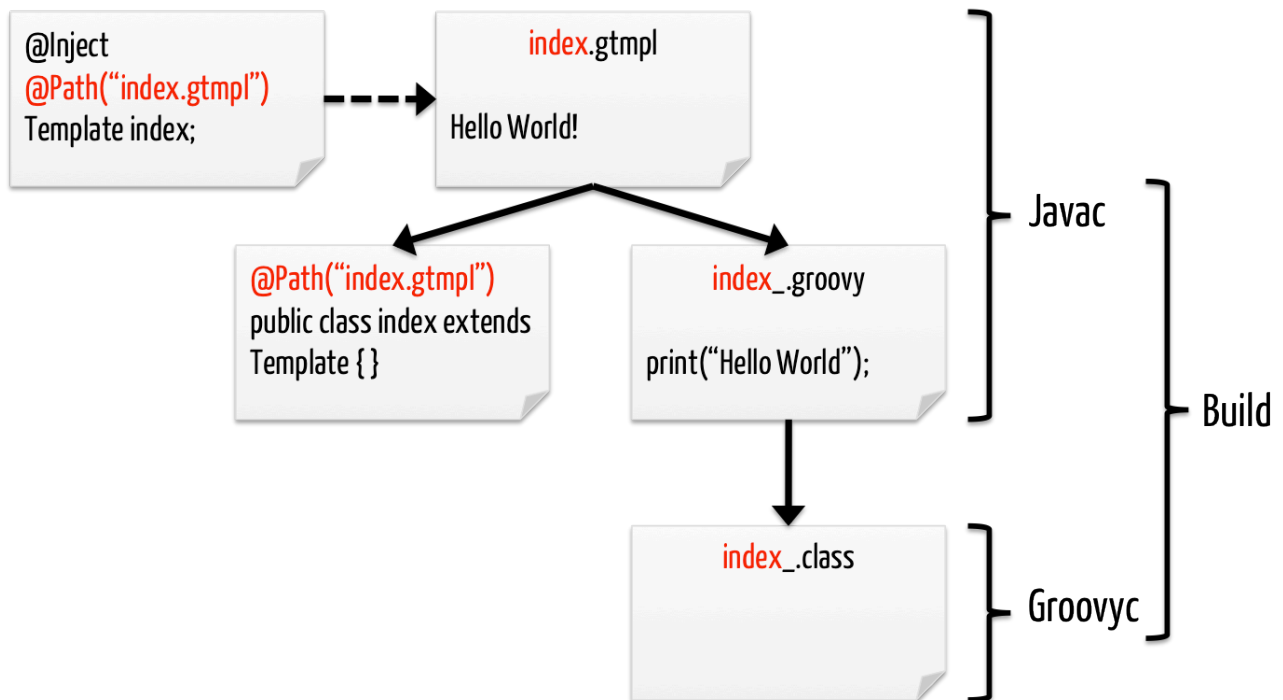 @Inject
@Path(“index.gtmpl”)
Template index;
index.gtmpl
Hello World!
@Path(“index.gtmpl”)
public class index extends
Template { }
index_.groovy
print(“Hello World”);
index_.class
Javac
Groovyc
Build